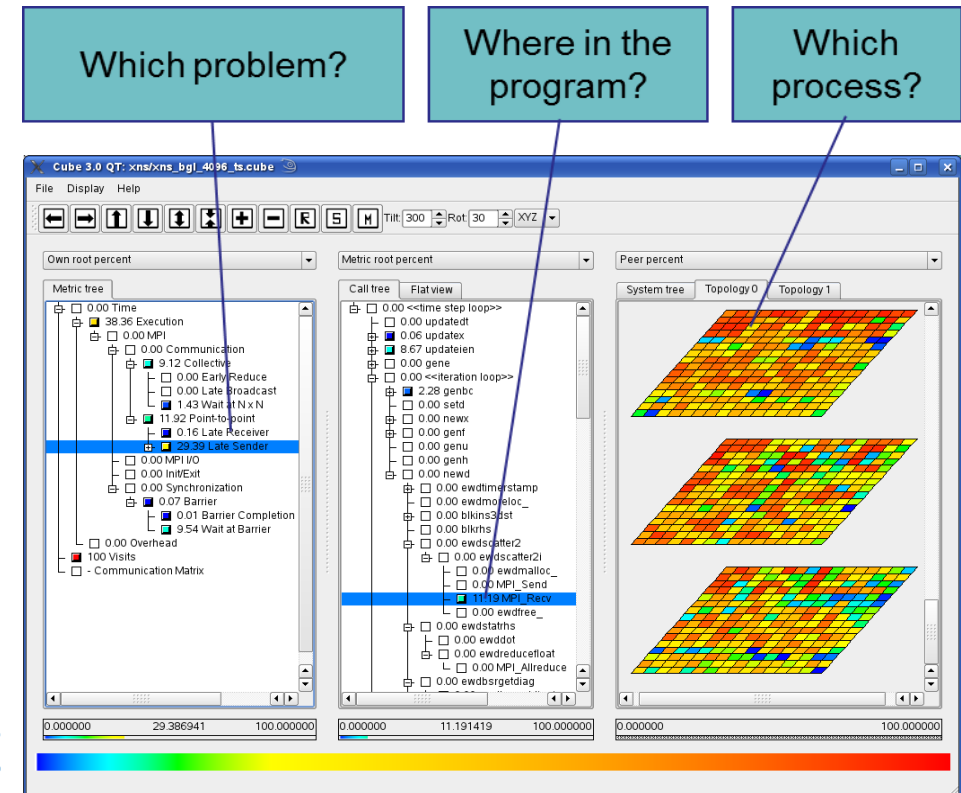 Which problem?
Where in the
program?
Which
process?
Cube 3.0 QT: xns/xns_bgl_4096_ts.cube
File Display Help
R S M Tilt: 300 Rot: 30 XYZ
Own root percent
Metric tree
0.00 Time
38.36 Execution
0.00 MPI
0.00 Communication
9.12 Collective
0.00 Early Reduce
0.00 Late Broadcast
1.43 Wait at N x N
11.92 Point-to-point
0.16 Late Receiver
29.39 Late Sender
0.00 MPI I/O
0.00 Init/Exit
0.00 Synchronization
0.07 Barrier
0.01 Barrier Completion
9.54 Wait at Barrier
0.00 Overhead
100 Visits
- Communication Matrix
0.000000 29.386941 100.000000
Metric root percent
Call tree Flat view
0.00 <<time step loop>>
0.00 updatedt
0.06 updatex
8.67 updateien
0.00 gene
0.00 <<iteration loop>>
2.28 genbc
0.00 setd
0.00 newx
0.00 genf
0.00 genu
0.00 genh
0.00 newd
0.00 ewdtimerstamp
0.00 ewdmoreloc_
0.00 blkins3dst
0.00 blkrhs
0.00 ewdscatter2
0.00 ewdscatter2i
0.00 ewdmalloc_
0.00 MPI_Send
11.19 MPI_Recv
0.00 ewdfree_
0.00 ewdstatrhs
0.00 ewddot
0.00 ewdreducefloat
0.00 MPI_Allreduce
0.00 ewdbsrgetdiag
0.000000 11.191419 100.000000
Peer percent
System tree Topology 0 Topology 1
0.000000 100.000000